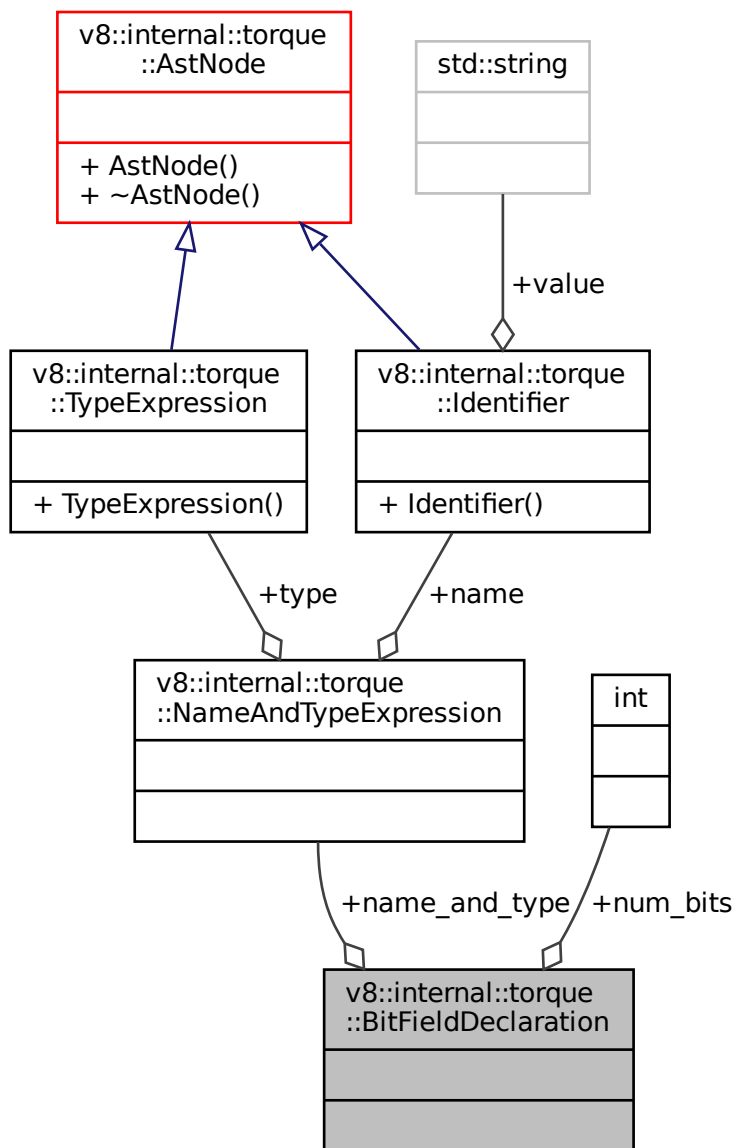 v8::internal::torque
::AstNode
+ AstNode()
+ ~AstNode()
std::string
+value
v8::internal::torque
::TypeExpression
+ TypeExpression()
v8::internal::torque
::Identifier
+ Identifier()
+type
+name
v8::internal::torque
::NameAndTypeExpression
int
+name_and_type
+num_bits
v8::internal::torque
::BitFieldDeclaration